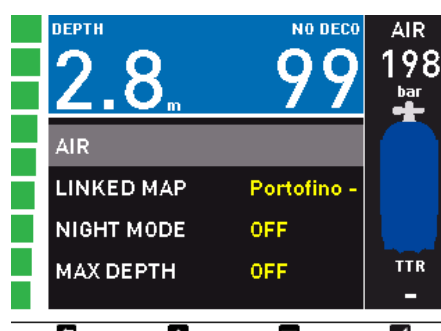 DEPTH
NO DECO
2.8 m
99
AIR
LINKED MAP Portofino -
NIGHT MODE OFF
MAX DEPTH OFF
AIR
198
bar
TTR
-